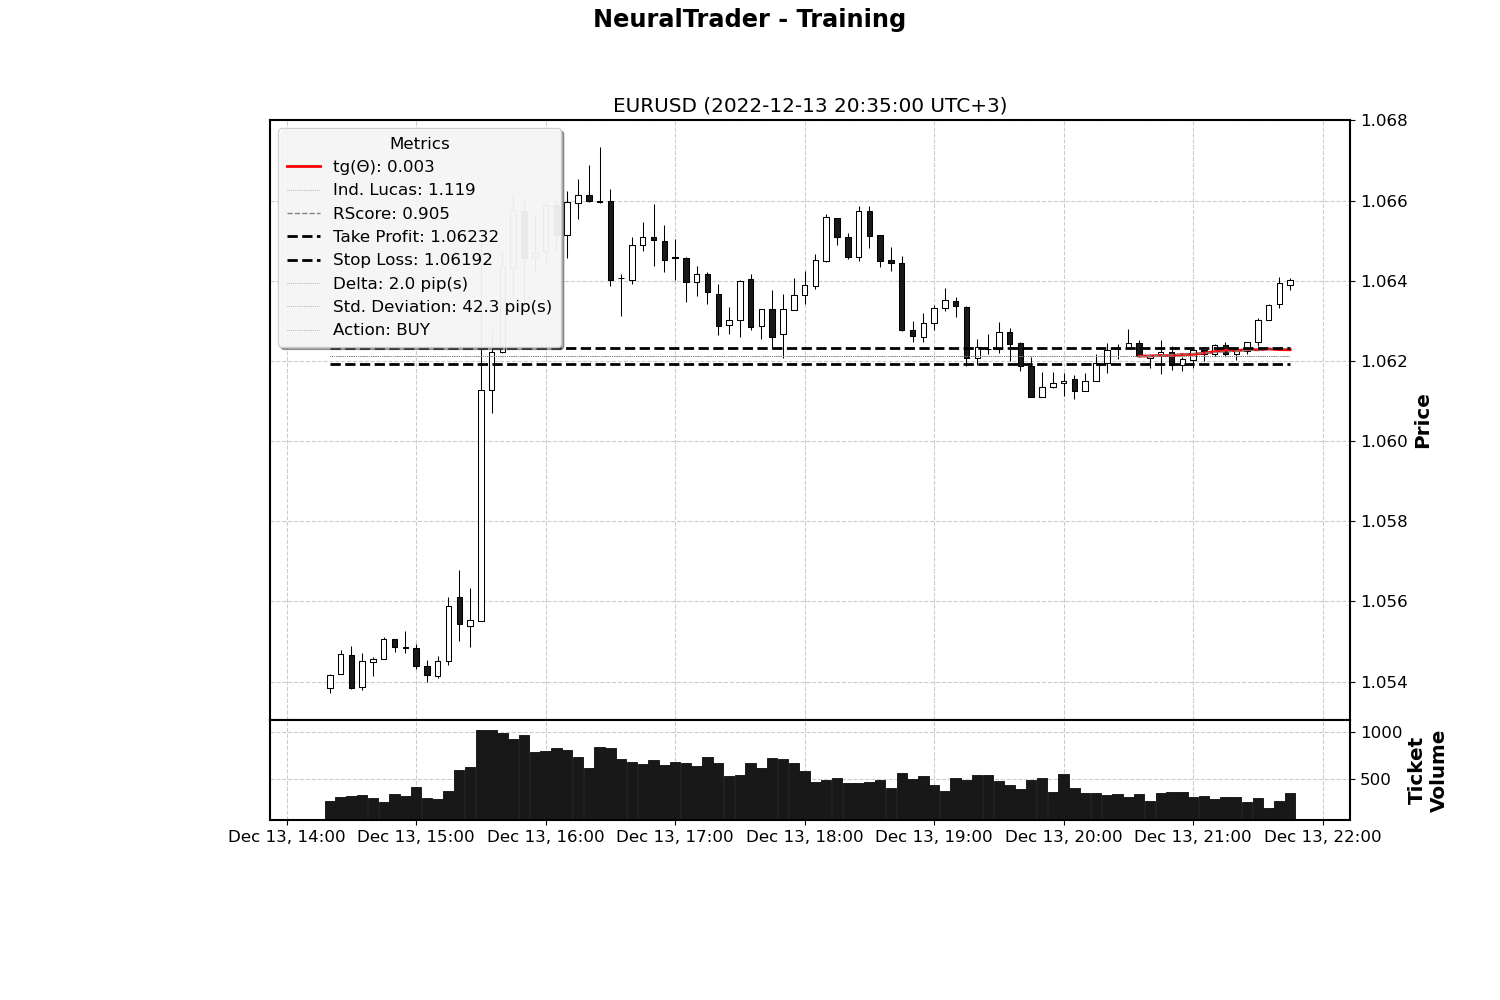 NeuralTrader - Training
EURUSD (2022-12-13 20:35:00 UTC+3)
Metrics
tg(Θ): 0.003
Ind. Lucas: 1.119
RScore: 0.905
Take Profit: 1.06232
Stop Loss: 1.06192
Delta: 2.0 pip(s)
Std. Deviation: 42.3 pip(s)
Action: BUY
1.068
1.066
1.064
1.062
1.060
1.058
1.056
1.054
Price
1000
500
Ticket
Volume
Dec 13, 14:00 Dec 13, 15:00 Dec 13, 16:00 Dec 13, 17:00 Dec 13, 18:00 Dec 13, 19:00 Dec 13, 20:00 Dec 13, 21:00 Dec 13, 22:00